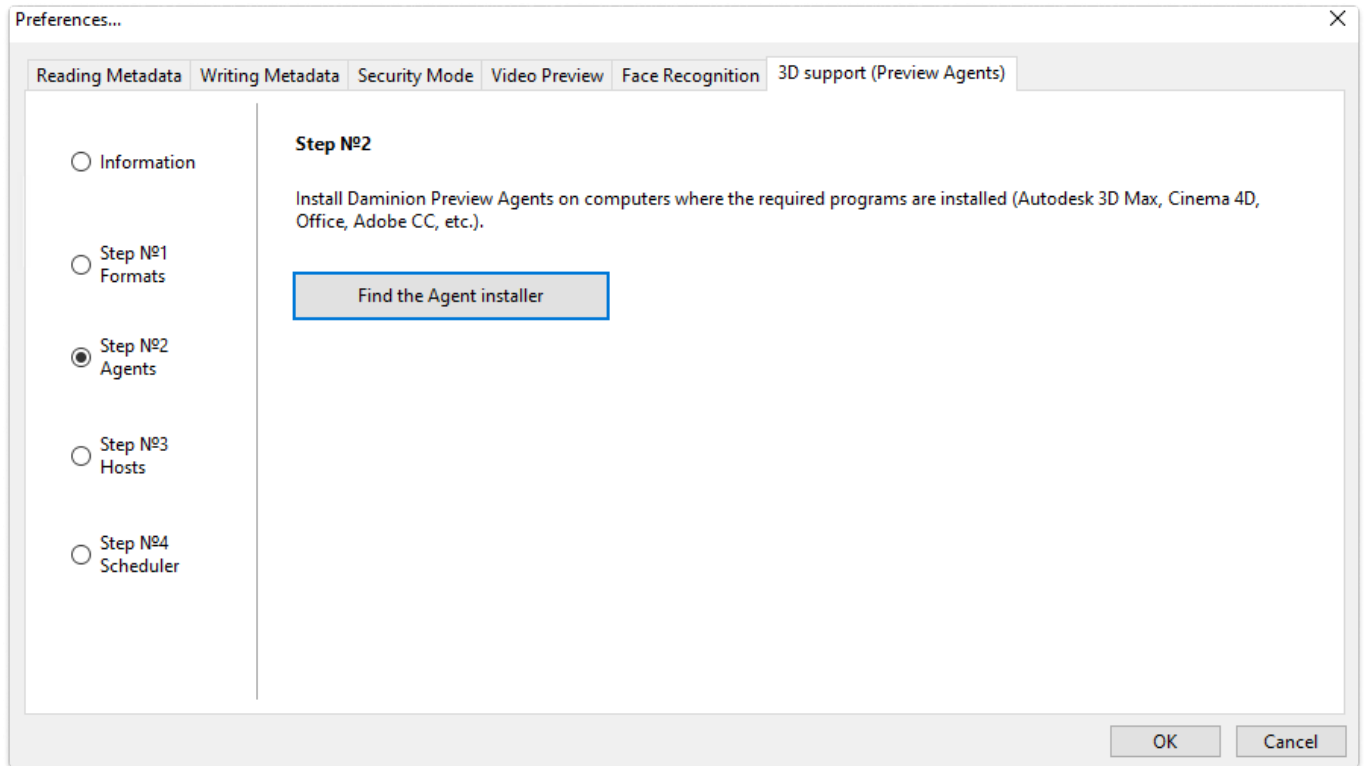 Preferences...
Reading Metadata Writing Metadata Security Mode Video Preview Face Recognition 3D support (Preview Agents)
Information
Step №1
Formats
Step №2
Agents
Step №3
Hosts
Step №4
Scheduler
Step №2
Install Daminion Preview Agents on computers where the required programs are installed (Autodesk 3D Max, Cinema 4D,
Office, Adobe CC, etc.).
Find the Agent installer
OK Cancel